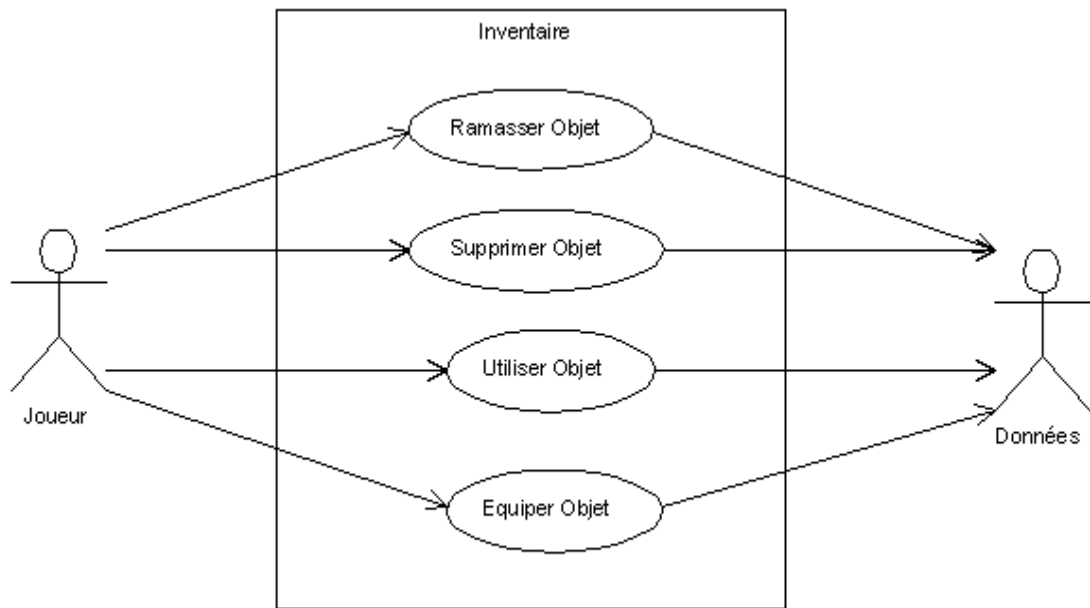 Inventaire
Ramasser Objet
Supprimer Objet
Utiliser Objet
Joueur
Données
Equiper Objet